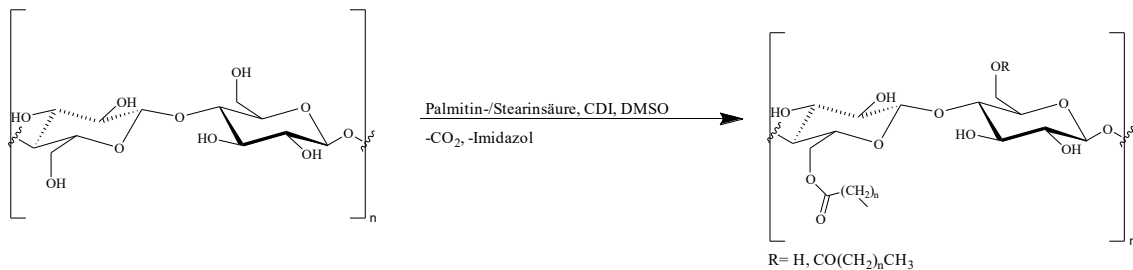 OH
HO
OH
O
O
O
HO
OH
O
OH
n
Palmitin-/Stearinsäure, CDI, DMSO
-CO₂, -Imidazol
OR
HO
OH
O
O
O
HO
OH
O
O
O
(CH₂)n
n
R= H, CO(CH₂)nCH₃